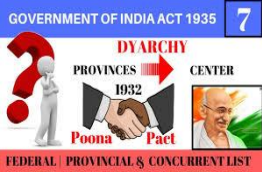 GOVERNMENT OF INDIA ACT 1935
7
DYARCHY
PROVINCES
CENTER
1932
Poona Pact
FEDERAL | PROVINCIAL & CONCURRENT LIST